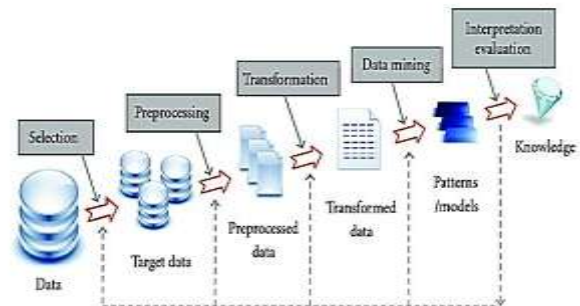 Interpretation
evaluation
Data mining
Transformation
Preprocessing
Selection
Knowledge
Patterns
/models
Transformed
data
Preprocessed
data
Target data
Data